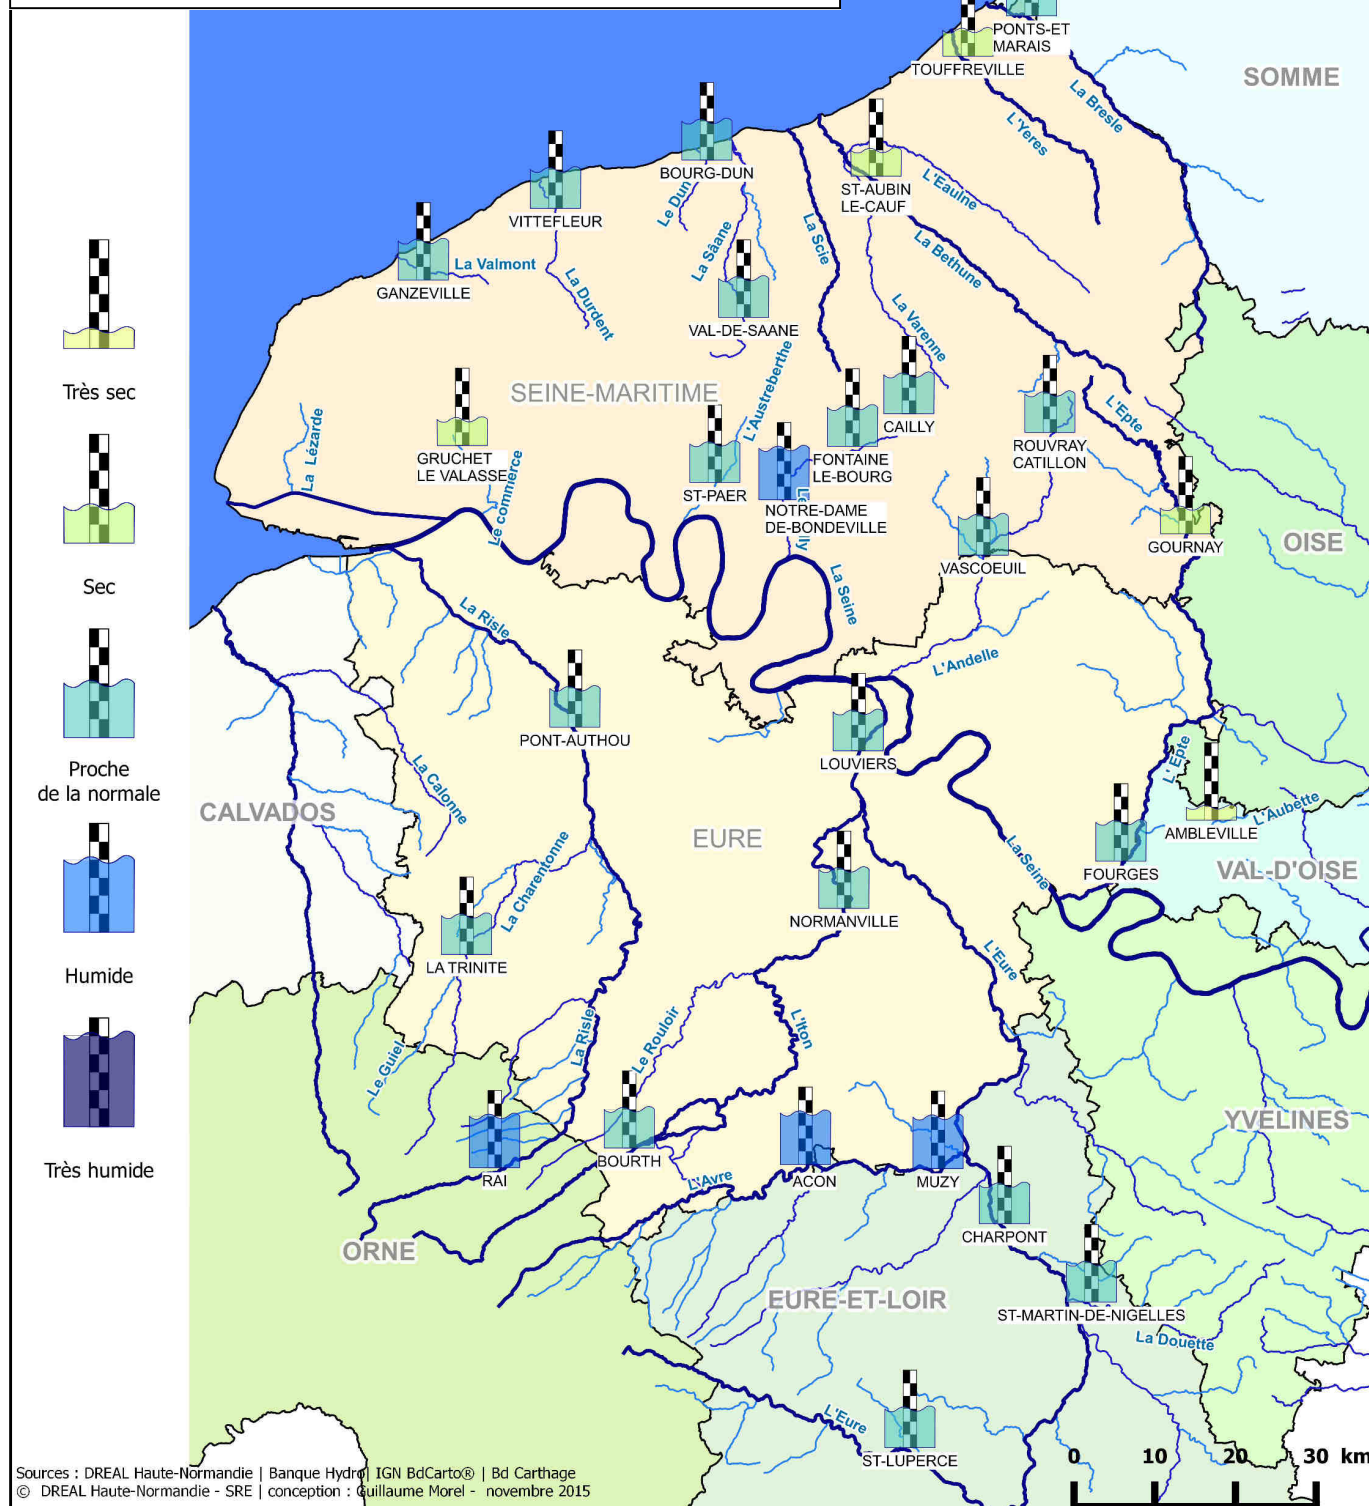 PONTS-ET
MARAIS
TOUFFREVILLE
SOMME
La Bresle
L'Yeres
BOURG-DUN
ST-AUBIN
LE-CAUF
L'Eaulne
VITTEFLEUR
Le Dun
La Sâane
La Scie
La Bethune
La Valmont
GANZEVILLE
La Durdent
VAL-DE-SAANE
La Varenne
Très sec
SEINE-MARITIME
L'Austreberthe
CAILLY
L'Epte
La Lézarde
GRUCHET
LE VALASSE
Le commerce
ST-PAER
FONTAINE
LE-BOURG
ROUVRAY
CATILLON
NOTRE-DAME
DE-BONDEVILLE
GOURNAY
OISE
VASCOEUIL
Sec
La Risle
La Seine
L'Andelle
PONT-AUTHOU
LOUVIERS
Proche
de la normale
La Calonne
L'Epte
CALVADOS
EURE
L'Aubette
AMBLEVILLE
FOURGES
VAL-D'OISE
La Seine
La Charentonne
NORMANVILLE
LA TRINITE
L'Eure
Humide
Le Guiel
La Risle
Le Rouloir
L'Iton
YVELINES
BOURTH
RAI
L'Avre
ACON
MUZY
Très humide
CHARPONT
ORNE
EURE-ET-LOIR
ST-MARTIN-DE-NIGELLES
La Douette
L'Eure
ST-LUPERCE
0 10 20 30 km
Sources : DREAL Haute-Normandie | Banque Hydro| IGN BdCarto® | Bd Carthage
© DREAL Haute-Normandie - SRE | conception : Guillaume Morel - novembre 2015